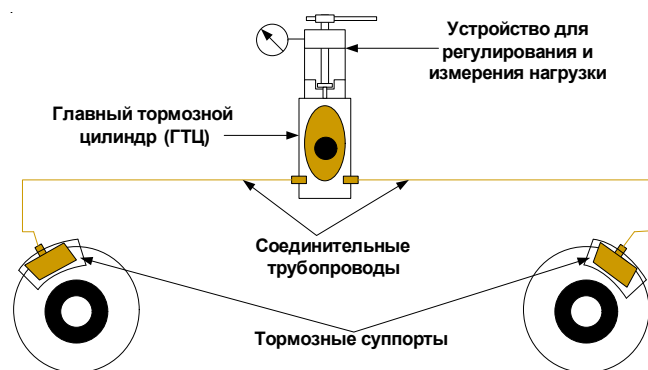 Устройство для
регулирования и
измерения нагрузки
Главный тормозной
цилиндр (ГТЦ)
Соединительные
трубопроводы
Тормозные суппорты